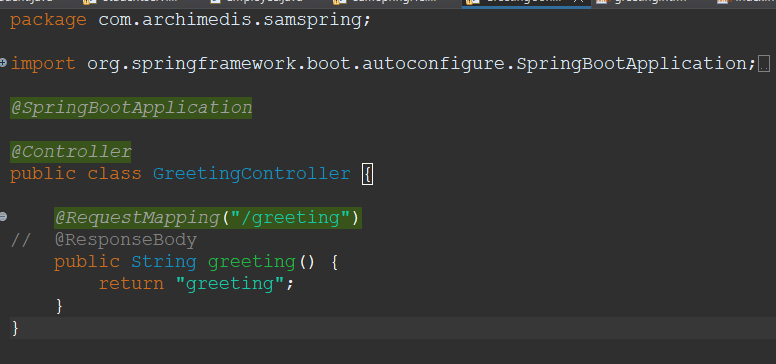 package com.archimedis.samspring;
import org.springframework.boot.autoconfigure.SpringBootApplication;
@SpringBootApplication
@Controller
public class GreetingController {
@RequestMapping("/greeting")
// @ResponseBody
public String greeting() {
return "greeting";
}
}